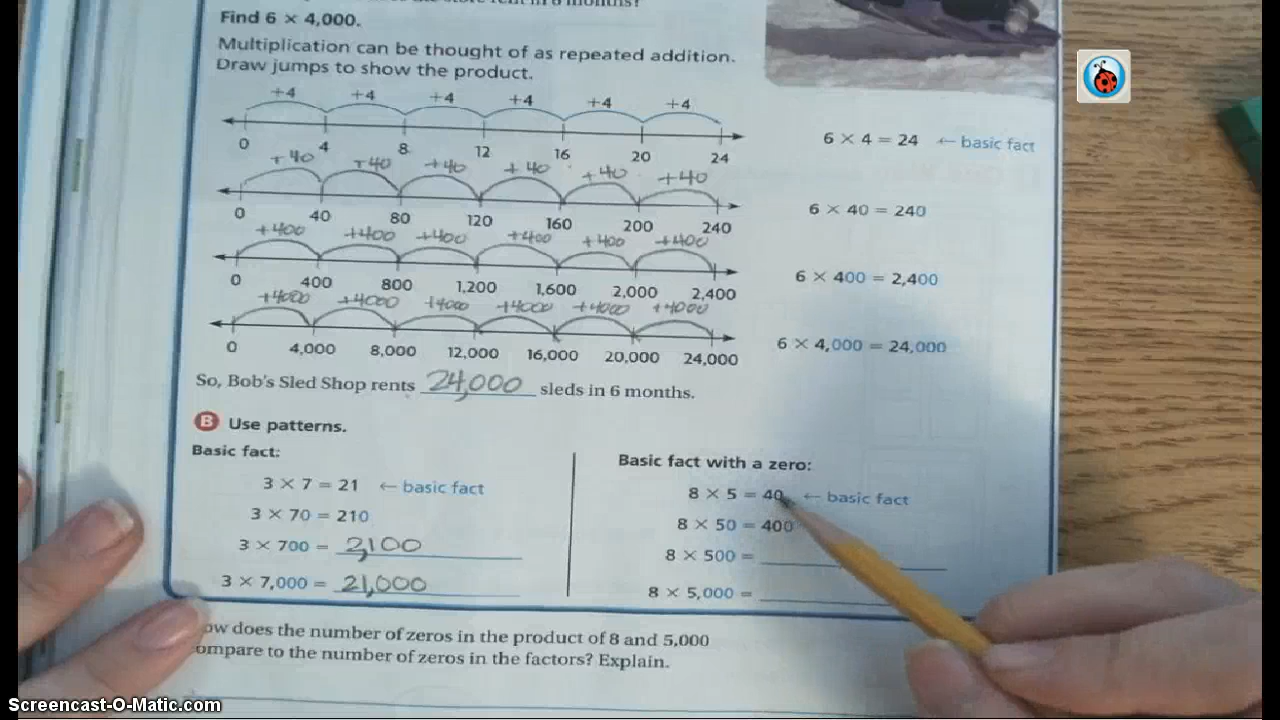 in 6 months?
Find 6 × 4,000.
Multiplication can be thought of as repeated addition.
Draw jumps to show the product.
+4 +4 +4 +4 +4 +4
0 4 8 12 16 20 24
6 × 4 = 24 ← basic fact
+40 +40 +40 +40 +40 +40
0 40 80 120 160 200 240
6 × 40 = 240
+400 +400 +400 +400 +400 +400
0 400 800 1,200 1,600 2,000 2,400
6 × 400 = 2,400
+4000 +4000 +4000 +4000 +4000 +4000
0 4,000 8,000 12,000 16,000 20,000 24,000
6 × 4,000 = 24,000
So, Bob's Sled Shop rents 24,000 sleds in 6 months.
B Use patterns.
Basic fact:
3 × 7 = 21 ← basic fact
3 × 70 = 210
3 × 700 = 2,100
3 × 7,000 = 21,000
Basic fact with a zero:
8 × 5 = 40 ← basic fact
8 × 50 = 400
8 × 500 =
8 × 5,000 =
does the number of zeros in the product of 8 and 5,000
to the number of zeros in the factors? Explain.
Screencast-O-Matic.com